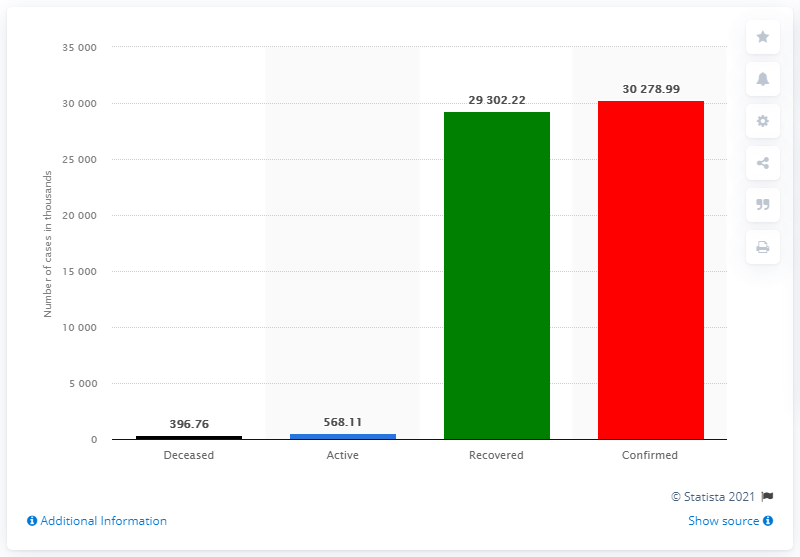 35 000
30 000
25 000
20 000
15 000
10 000
5 000
0
Number of cases in thousands
396.76
568.11
29 302.22
30 278.99
Deceased
Active
Recovered
Confirmed
© Statista 2021
Additional Information
Show source